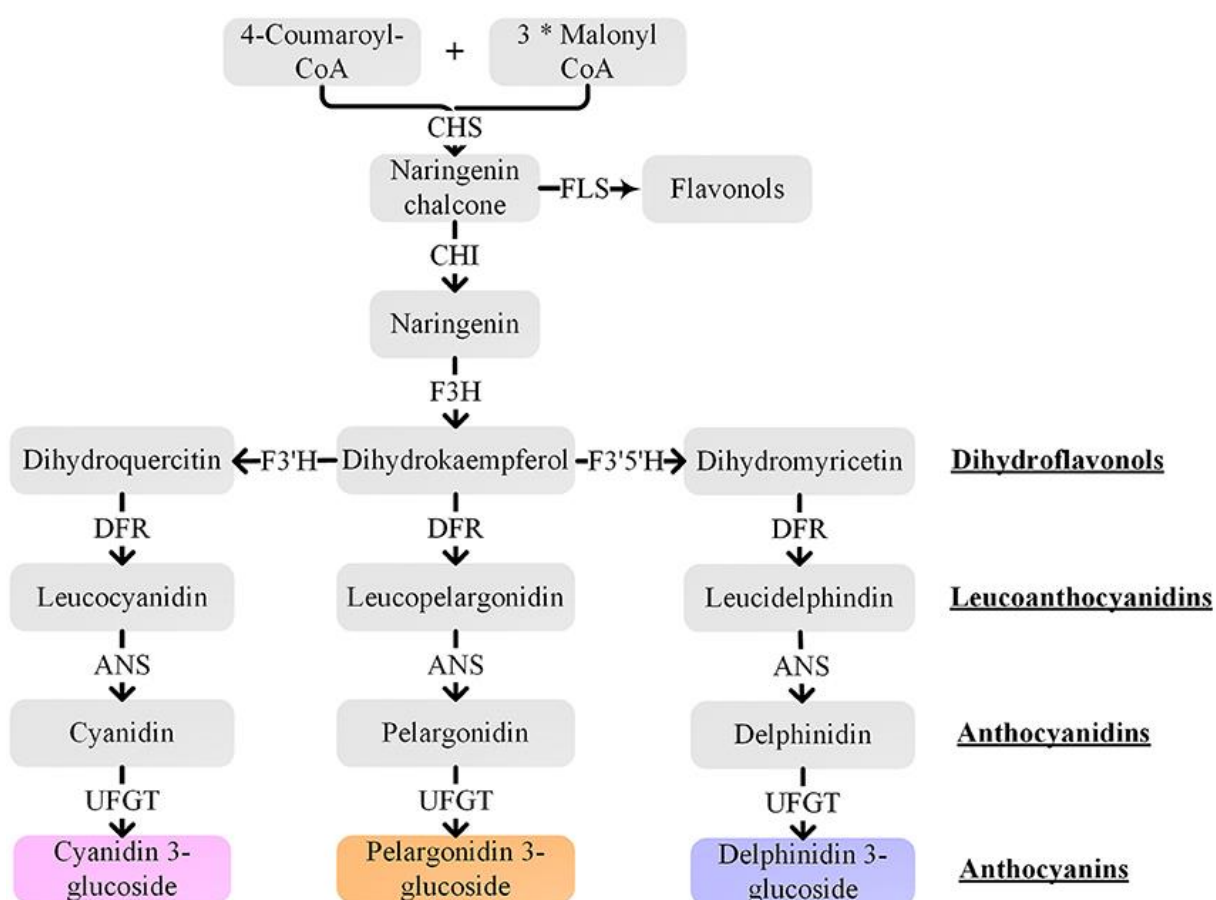 4-Coumaroyl-
CoA
+
3 * Malonyl
CoA
CHS
Naringenin
chalcone
FLS
Flavonols
CHI
Naringenin
F3H
Dihydroquercitin
F3'H
Dihydrokaempferol
F3'5'H
Dihydromyricetin
Dihydroflavonols
DFR
DFR
DFR
Leucocyanidin
Leucopelargonidin
Leucidelphindin
Leucoanthocyanidins
ANS
ANS
ANS
Cyanidin
Pelargonidin
Delphinidin
Anthocyanidins
UFGT
UFGT
UFGT
Cyanidin 3-
glucoside
Pelargonidin 3-
glucoside
Delphinidin 3-
glucoside
Anthocyanins